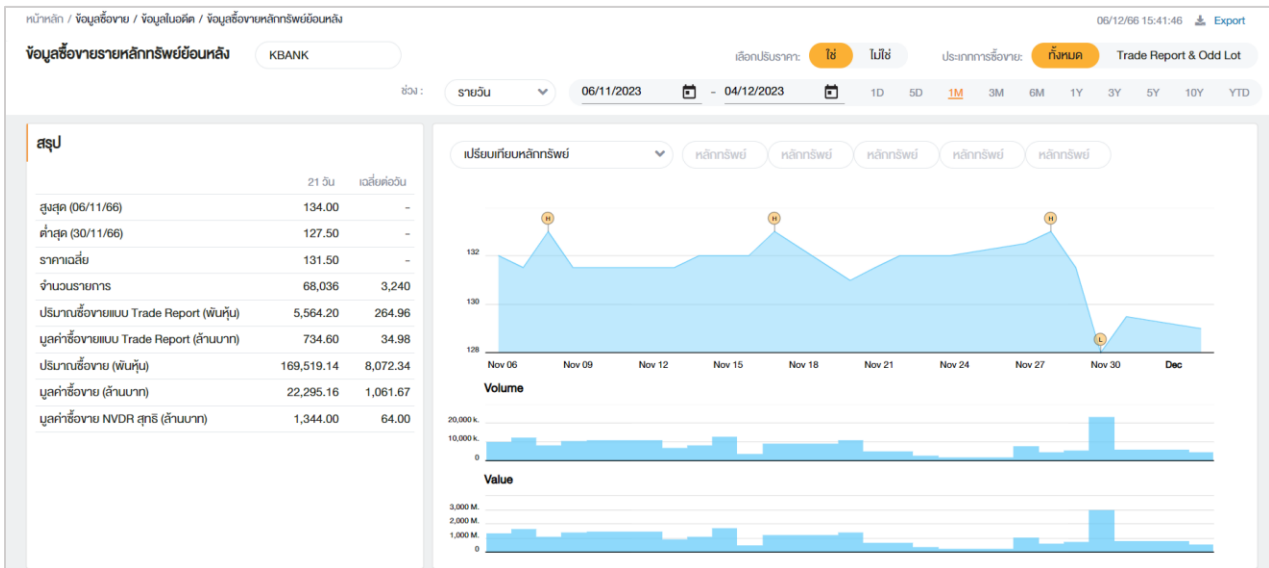 หน้าหลัก / ข้อมูลซื้อขาย / ข้อมูลในอดีต / ข้อมูลซื้อขายหลักทรัพย์ย้อนหลัง
06/12/66 15:41:46 Export
ข้อมูลซื้อขายรายหลักทรัพย์ย้อนหลัง KBANK เลือกปรับราคา: ใช่ ไม่ใช่ ประเภทการซื้อขาย: ทั้งหมด Trade Report & Odd Lot
ช่วง : รายวัน 06/11/2023 - 04/12/2023 1D 5D 1M 3M 6M 1Y 3Y 5Y 10Y YTD
สรุป
21 วัน เฉลี่ยต่อวัน
สูงสุด (06/11/66) 134.00 -
ต่ำสุด (30/11/66) 127.50 -
ราคาเฉลี่ย 131.50 -
จำนวนรายการ 68,036 3,240
ปริมาณซื้อขายแบบ Trade Report (พันหุ้น) 5,564.20 264.96
มูลค่าซื้อขายแบบ Trade Report (ล้านบาท) 734.60 34.98
ปริมาณซื้อขาย (พันหุ้น) 169,519.14 8,072.34
มูลค่าซื้อขาย (ล้านบาท) 22,295.16 1,061.67
มูลค่าซื้อขาย NVDR สุทธิ (ล้านบาท) 1,344.00 64.00
เปรียบเทียบหลักทรัพย์ หลักทรัพย์ หลักทรัพย์ หลักทรัพย์ หลักทรัพย์ หลักทรัพย์
H H H
132
130
L
128
Nov 06 Nov 09 Nov 12 Nov 15 Nov 18 Nov 21 Nov 24 Nov 27 Nov 30 Dec
Volume
20,000 k.
10,000 k.
0
Value
3,000 M.
2,000 M.
1,000 M.
0